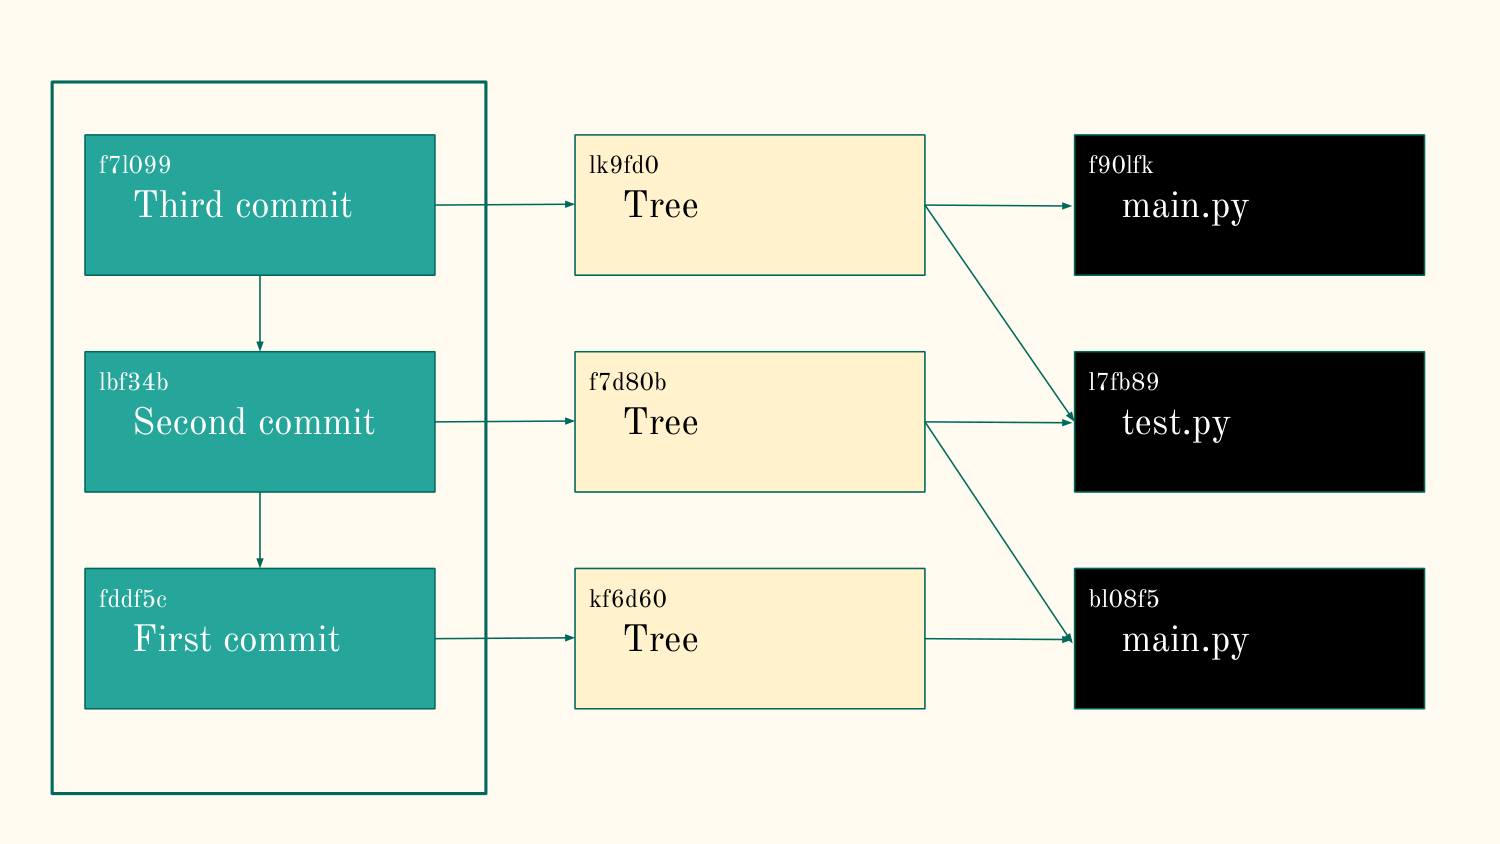 f7l099
Third commit
lk9fd0
Tree
f90lfk
main.py
lbf34b
Second commit
f7d80b
Tree
l7fb89
test.py
fddf5c
First commit
kf6d60
Tree
bl08f5
main.py